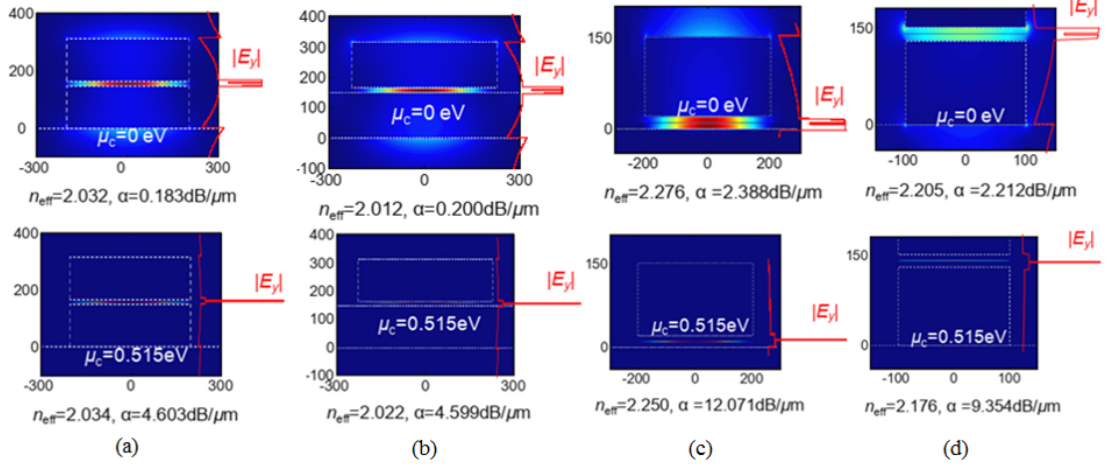 400
300
200
100
0
-300
0
300
|Ey|
μc=0 eV
neff=2.032, α=0.183dB/μm
400
300
200
100
0
-100
-300
0
300
|Ey|
μc=0 eV
neff=2.012, α=0.200dB/μm
150
0
-200
0
200
|Ey|
μc=0 eV
neff=2.276, α =2.388dB/μm
150
0
-100
0
100
|Ey|
μc=0 eV
neff=2.205, α =2.212dB/μm
400
300
200
100
0
-200
0
200
|Ey|
μc=0.515eV
neff=2.034, α=4.603dB/μm
400
300
200
100
0
-100
-300
0
300
|Ey|
μc=0.515eV
neff=2.022, α=4.599dB/μm
150
0
-200
0
200
|Ey|
μc=0.515eV
neff=2.250, α =12.071dB/μm
150
0
-100
0
100
|Ey|
μc=0.515eV
neff=2.176, α =9.354dB/μm
(a)
(b)
(c)
(d)